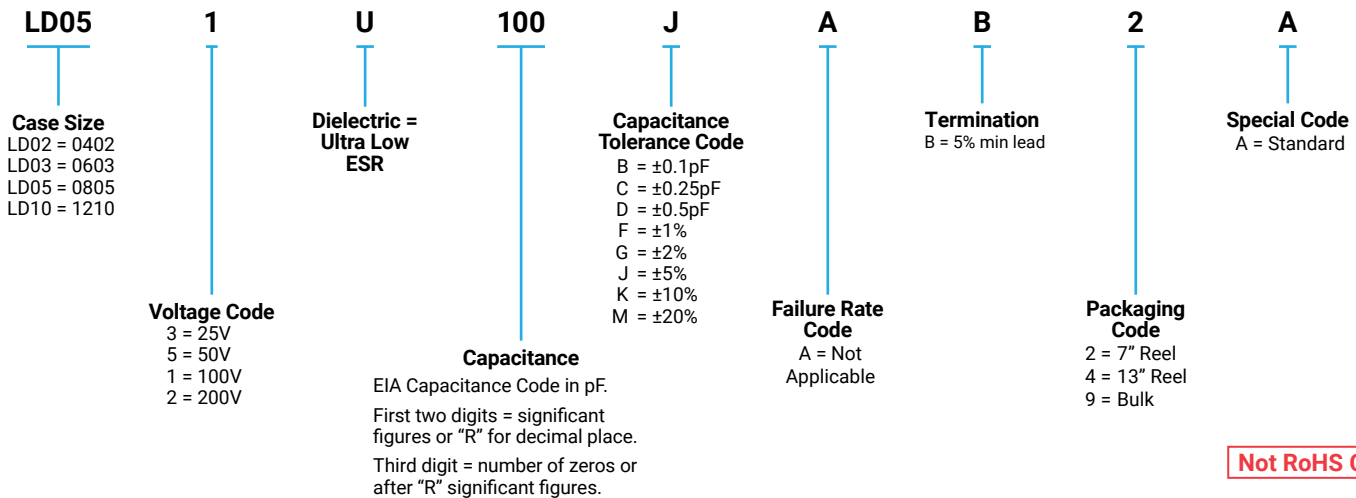 LD05 1 U 100 J A B 2 A
Case Size
LD02 = 0402
LD03 = 0603
LD05 = 0805
LD10 = 1210
Voltage Code
3 = 25V
5 = 50V
1 = 100V
2 = 200V
Dielectric =
Ultra Low
ESR
Capacitance
EIA Capacitance Code in pF.
First two digits = significant
figures or “R” for decimal place.
Third digit = number of zeros or
after “R” significant figures.
Capacitance
Tolerance Code
B = ±0.1pF
C = ±0.25pF
D = ±0.5pF
F = ±1%
G = ±2%
J = ±5%
K = ±10%
M = ±20%
Failure Rate
Code
A = Not
Applicable
Termination
B = 5% min lead
Packaging
Code
2 = 7” Reel
4 = 13” Reel
9 = Bulk
Special Code
A = Standard
Not RoHS